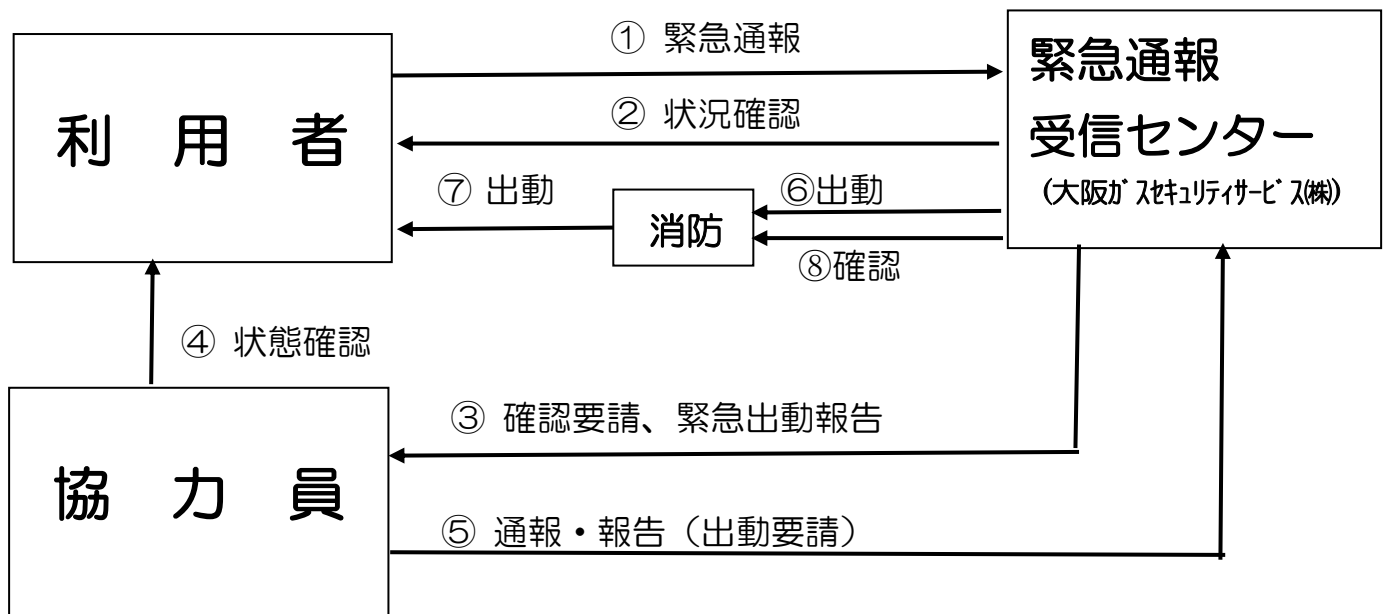 ① 緊急通報
緊急通報
受信センター
(大阪ｶﾞｽｾｷｭﾘﾃｨｻｰﾋﾞｽ㈱)
利 用 者
② 状況確認
⑦ 出動
⑥出動
消防
⑧確認
④ 状態確認
③ 確認要請、緊急出動報告
協 力 員
⑤ 通報・報告（出動要請）